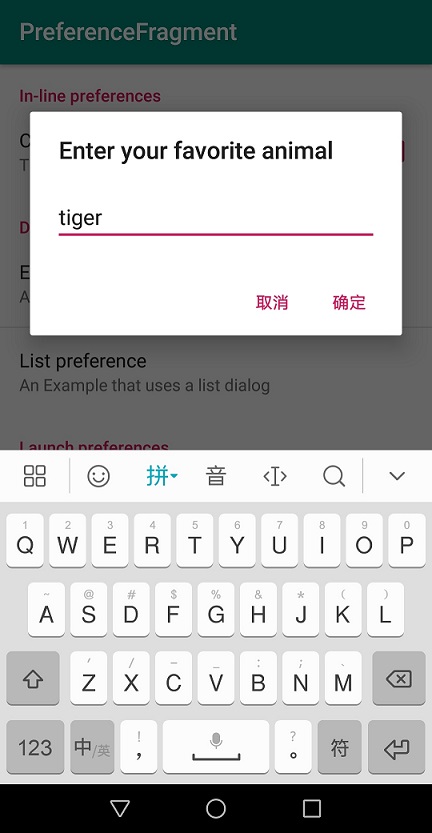 PreferenceFragment
In-line preferences
Enter your favorite animal
tiger
取消 确定
List preference
An Example that uses a list dialog
Launch preferences
拼 音
1 2 3 4 5 6 7 8 9 0
Q W E R T Y U I O P
~ @ # $ % & * ( )
A S D F G H J K L
Z X C V B N M
123 中/英 ! , ? 。 符